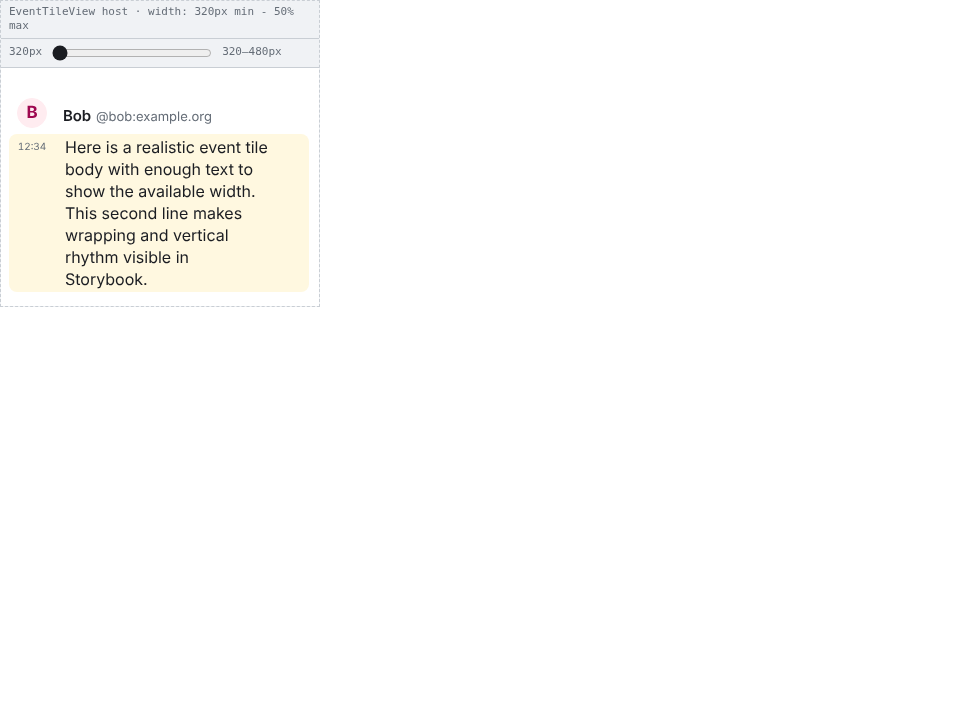 EventTileView host · width: 320px min - 50%
max
320px 320–480px
B Bob @bob:example.org
12:34 Here is a realistic event tile
body with enough text to
show the available width.
This second line makes
wrapping and vertical
rhythm visible in
Storybook.